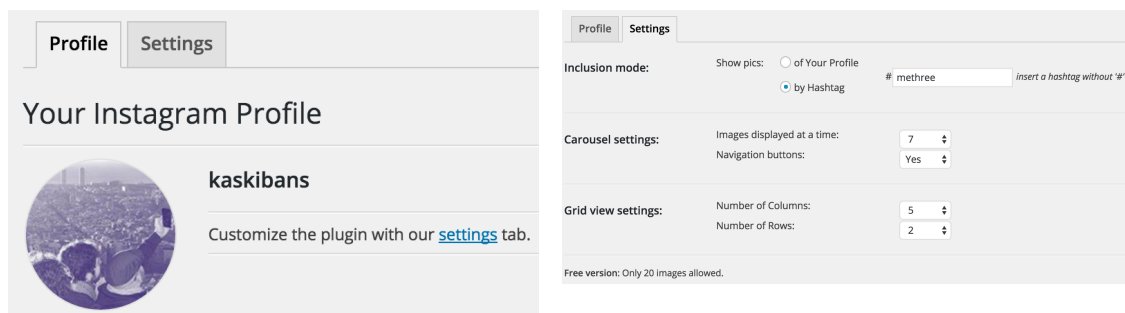 Profile Settings
Your Instagram Profile
kaskibans
Customize the plugin with our settings tab.
Profile Settings
Inclusion mode: Show pics: of Your Profile
by Hashtag # methree insert a hashtag without '#'
Carousel settings: Images displayed at a time: 7
Navigation buttons: Yes
Grid view settings: Number of Columns: 5
Number of Rows: 2
Free version: Only 20 images allowed.